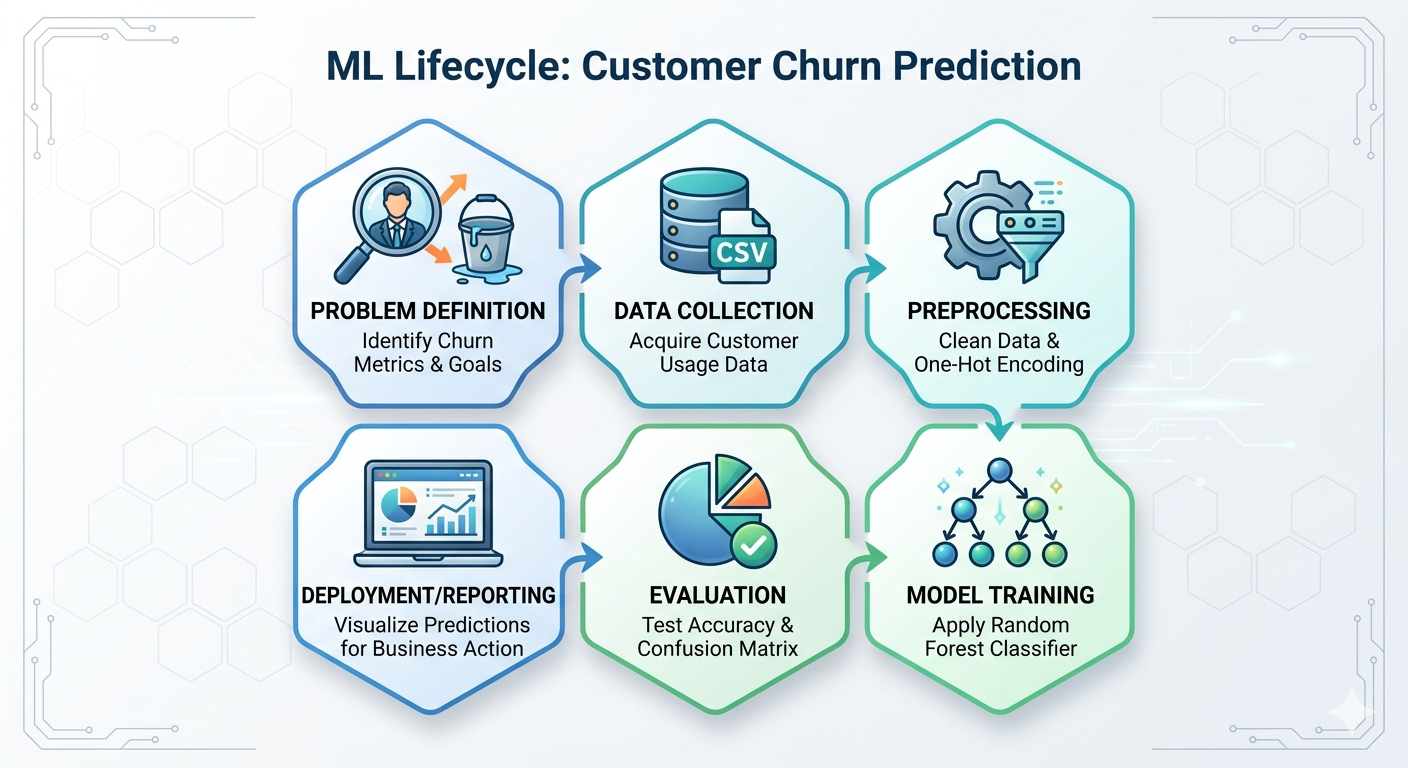 ML Lifecycle: Customer Churn Prediction
PROBLEM DEFINITION
Identify Churn
Metrics & Goals
CSV
DATA COLLECTION
Acquire Customer
Usage Data
PREPROCESSING
Clean Data &
One-Hot Encoding
DEPLOYMENT/REPORTING
Visualize Predictions
for Business Action
EVALUATION
Test Accuracy &
Confusion Matrix
MODEL TRAINING
Apply Random
Forest Classifier